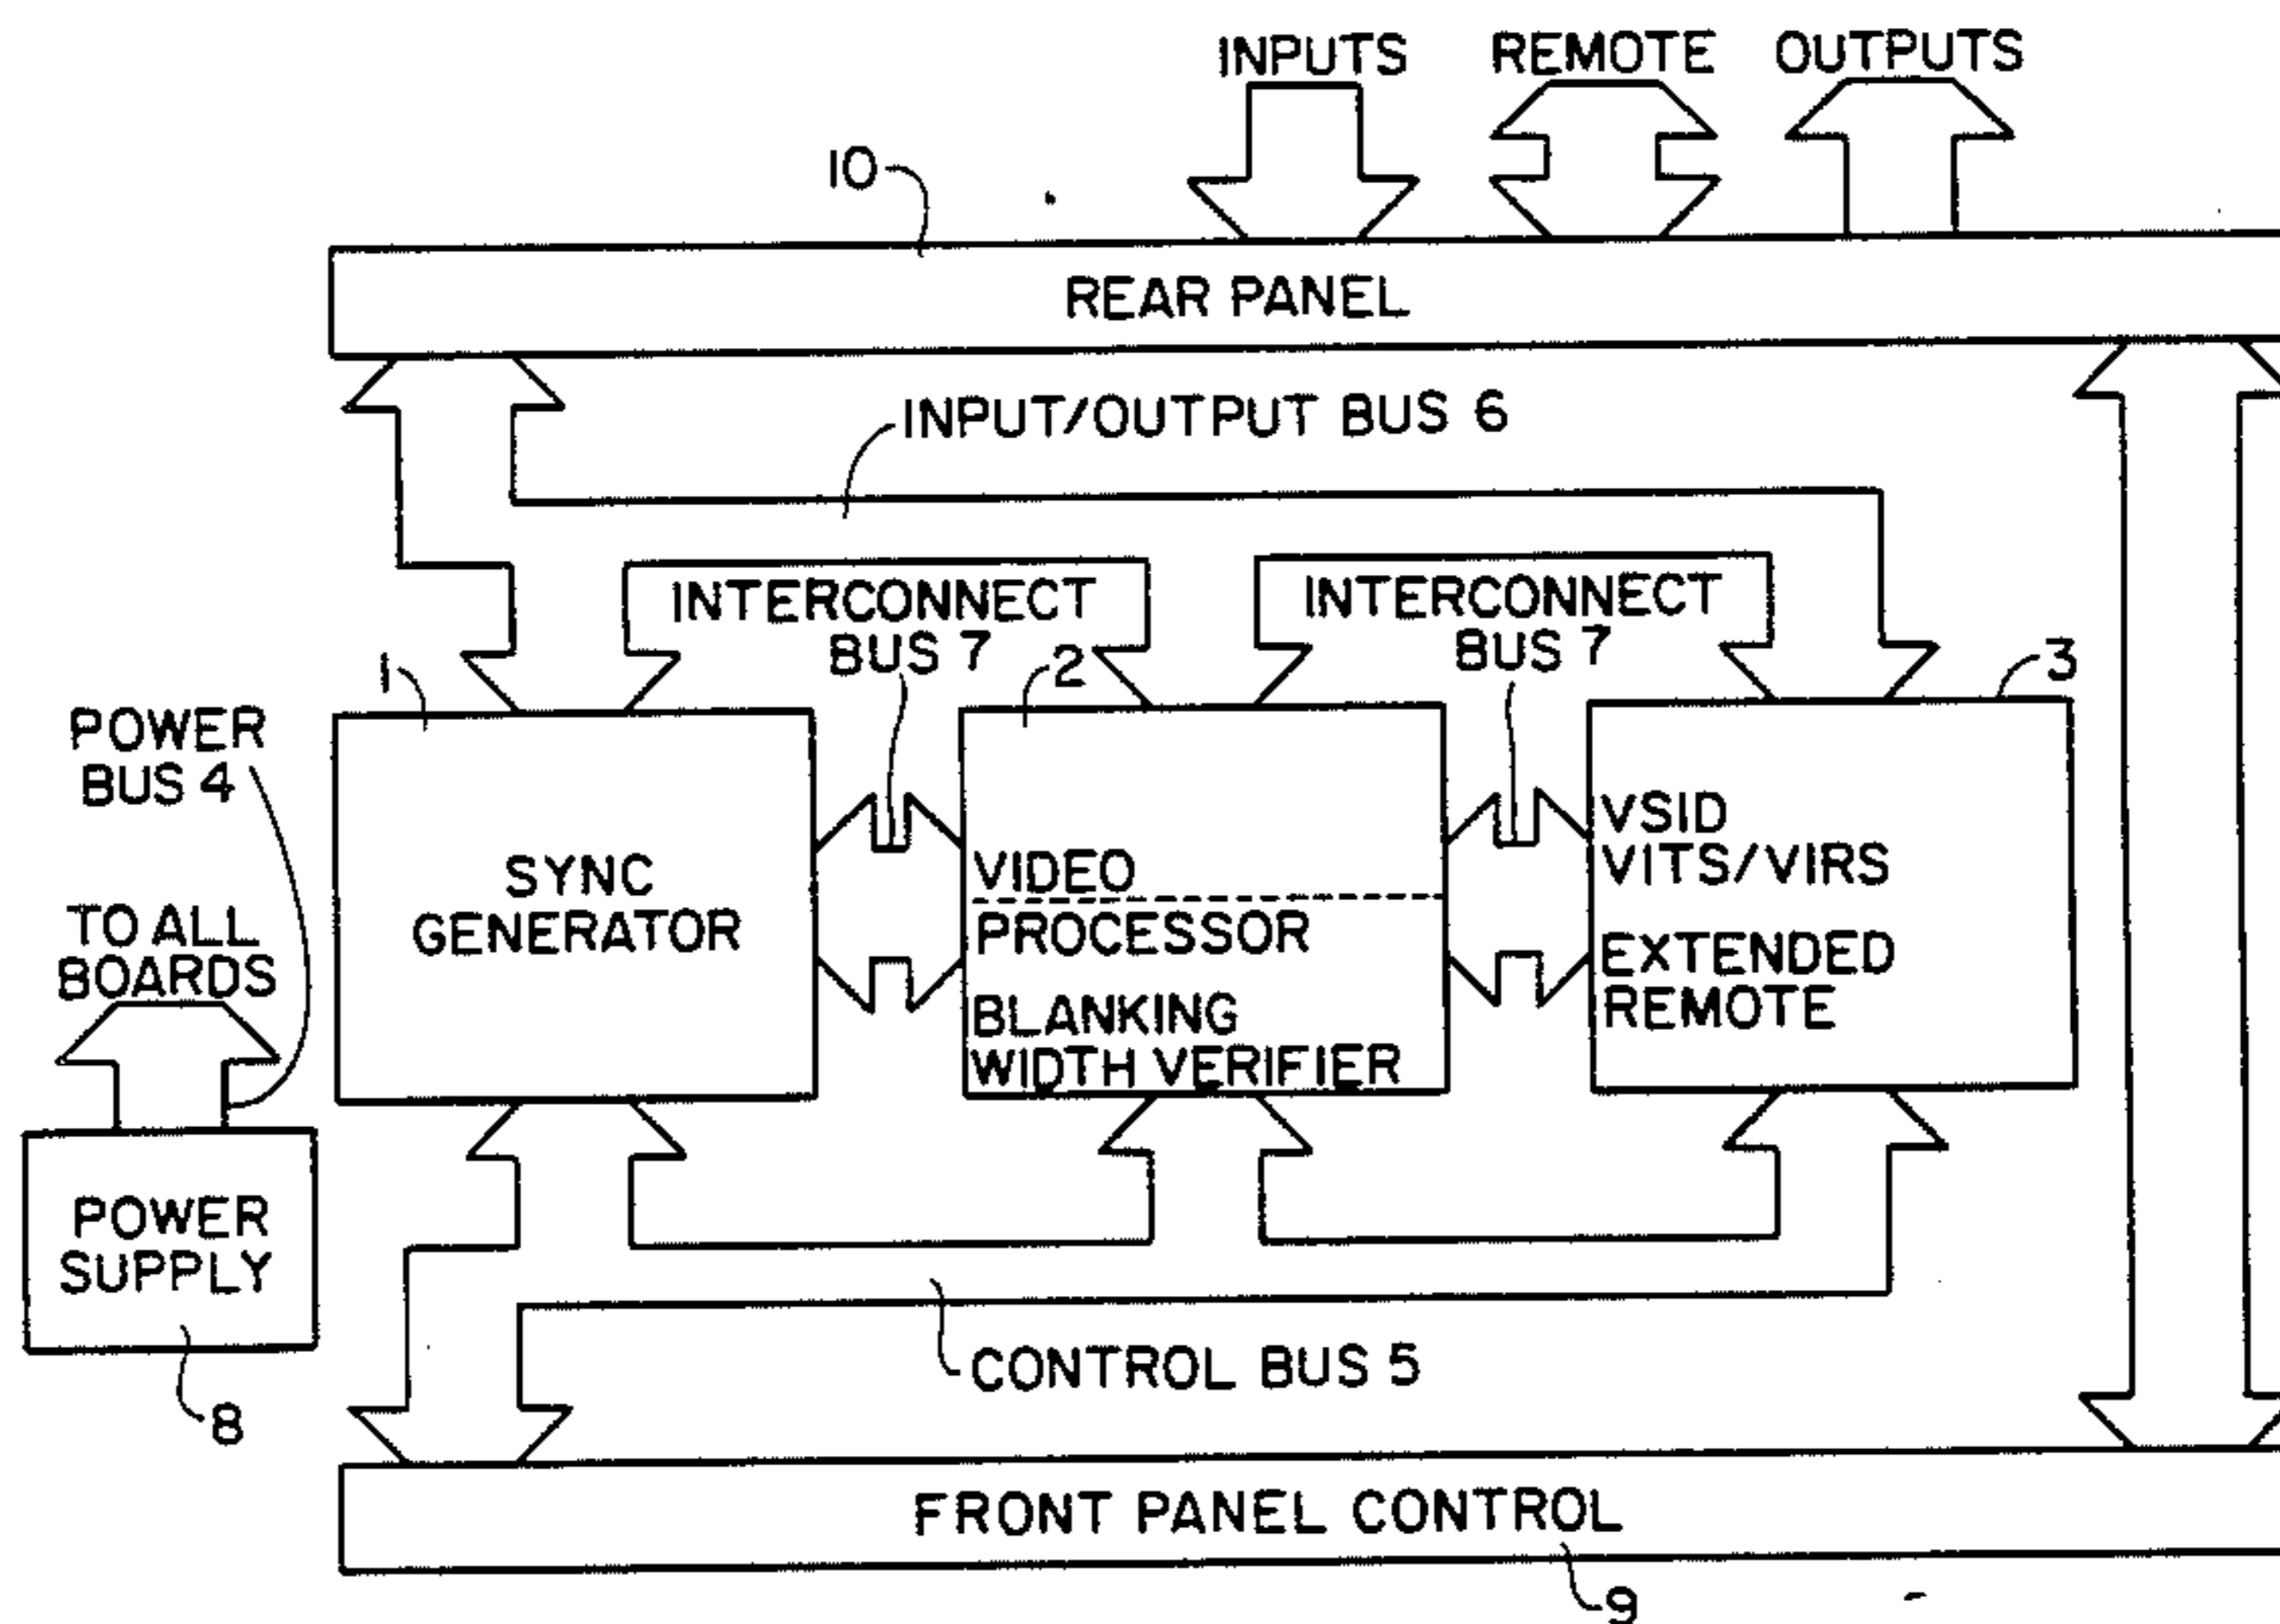 INPUTS REMOTE OUTPUTS
10
REAR PANEL
INPUT/OUTPUT BUS 6
INTERCONNECT
BUS 7
INTERCONNECT
BUS 7
1
2
3
POWER
BUS 4
TO ALL
BOARDS
SYNC
GENERATOR
VIDEO
PROCESSOR
BLANKING
WIDTH VERIFIER
VSID
VITS/VIRS
EXTENDED
REMOTE
POWER
SUPPLY
8
CONTROL BUS 5
FRONT PANEL CONTROL
9